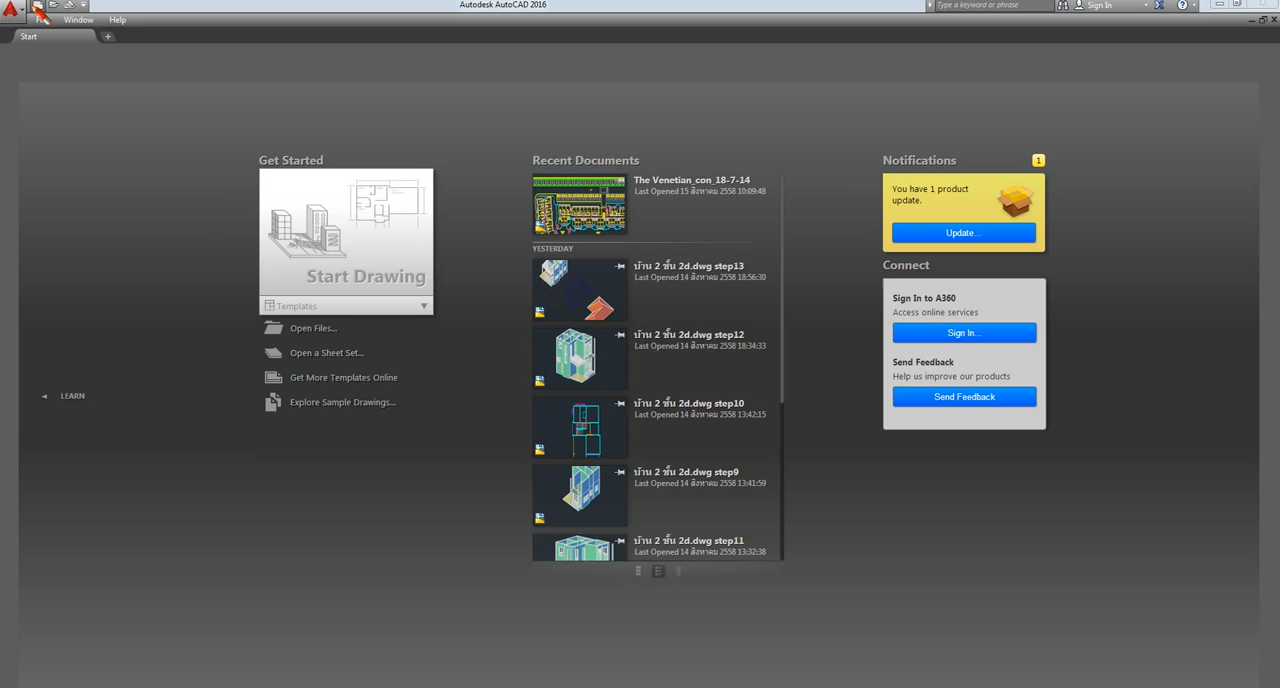 Autodesk AutoCAD 2016
Type a keyword or phrase
Sign In
Window
Help
Start
Get Started
Start Drawing
Templates
Open Files...
Open a Sheet Set...
Get More Templates Online
Explore Sample Drawings...
LEARN
Recent Documents
The Venetian_con_18-7-14
Last Opened 15 สิงหาคม 2558 10:09:48
YESTERDAY
บ้าน 2 ชั้น 2d.dwg step13
Last Opened 14 สิงหาคม 2558 18:56:30
บ้าน 2 ชั้น 2d.dwg step12
Last Opened 14 สิงหาคม 2558 18:34:33
บ้าน 2 ชั้น 2d.dwg step10
Last Opened 14 สิงหาคม 2558 13:42:15
บ้าน 2 ชั้น 2d.dwg step9
Last Opened 14 สิงหาคม 2558 13:41:59
บ้าน 2 ชั้น 2d.dwg step11
Last Opened 14 สิงหาคม 2558 13:32:38
Notifications
1
You have 1 product
update.
Update...
Connect
Sign In to A360
Access online services
Sign In...
Send Feedback
Help us improve our products
Send Feedback